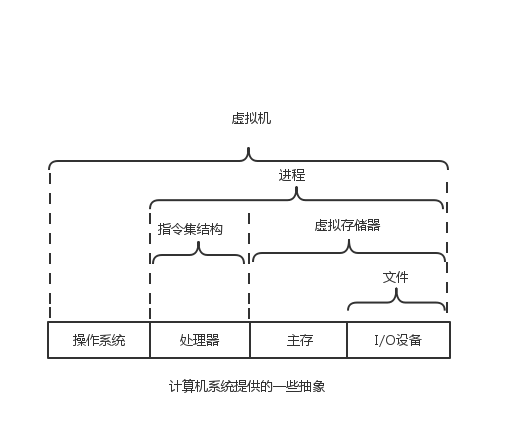 虚拟机
进程
指令集结构
虚拟存储器
文件
操作系统 处理器 主存 I/O设备
计算机系统提供的一些抽象